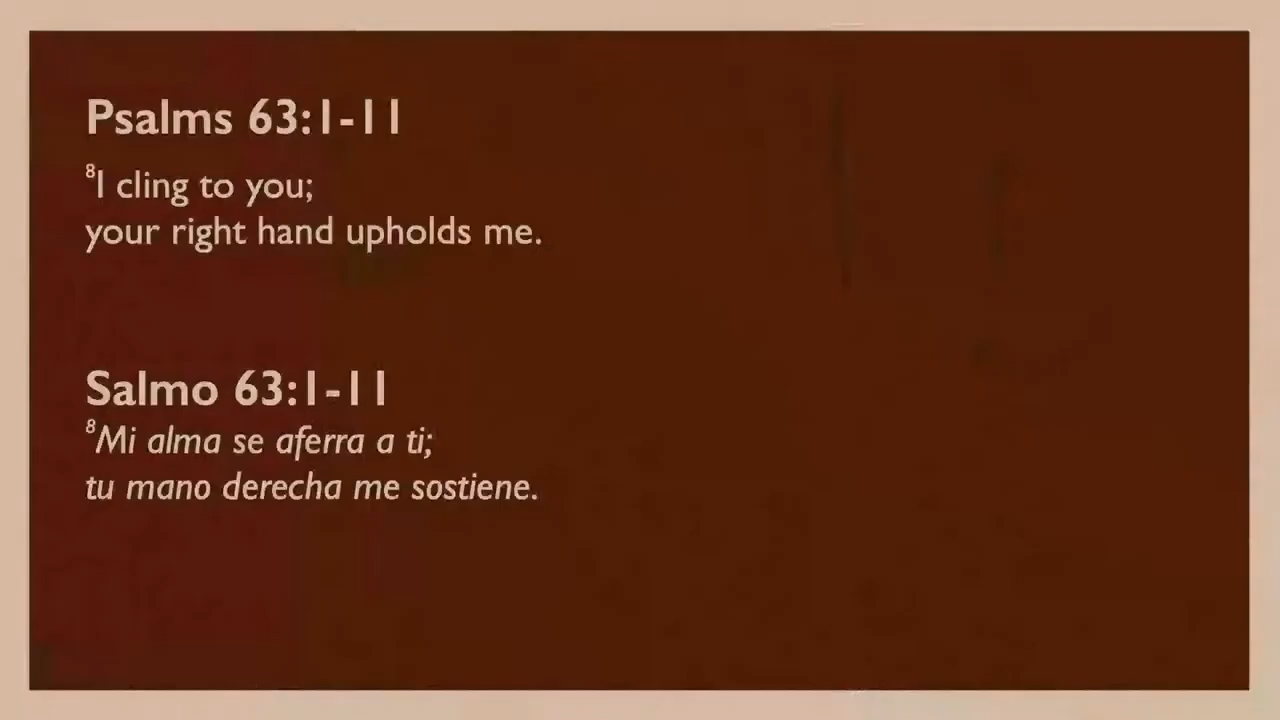 Psalms 63:1-11
⁸I cling to you;
your right hand upholds me.
Salmo 63:1-11
⁸Mi alma se aferra a ti;
tu mano derecha me sostiene.